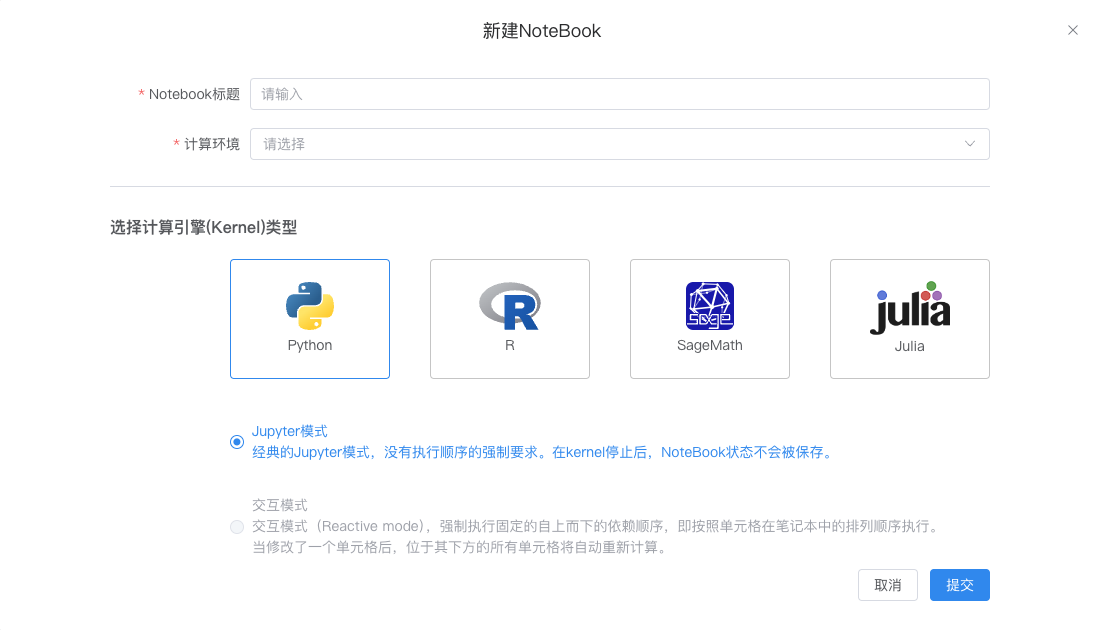 新建NoteBook
* Notebook标题 请输入
* 计算环境 请选择
选择计算引擎(Kernel)类型
R
sage
julia
Python
R
SageMath
Julia
Jupyter模式
经典的Jupyter模式，没有执行顺序的强制要求。在kernel停止后，NoteBook状态不会被保存。
交互模式
交互模式（Reactive mode），强制执行固定的自上而下的依赖顺序，即按照单元格在笔记本中的排列顺序执行。
当修改了一个单元格后，位于其下方的所有单元格将自动重新计算。
取消 提交